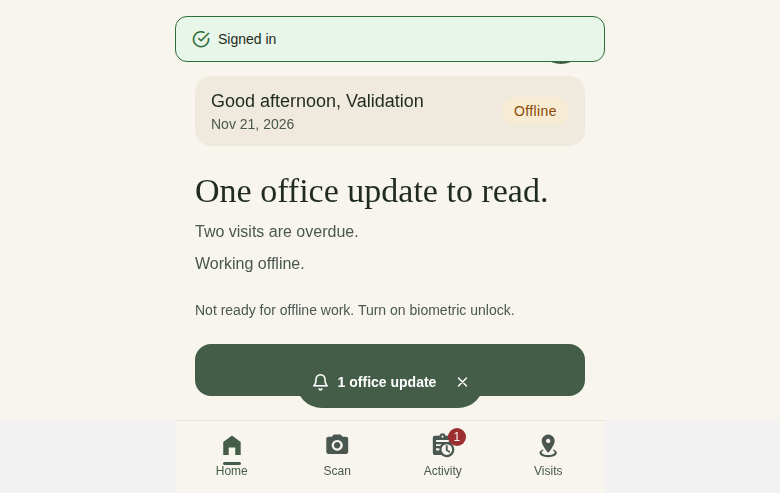 Signed in
Good afternoon, Validation
Nov 21, 2026
Offline
One office update to read.
Two visits are overdue.
Working offline.
Not ready for offline work. Turn on biometric unlock.
1 office update
1
Home
Scan
Activity
Visits